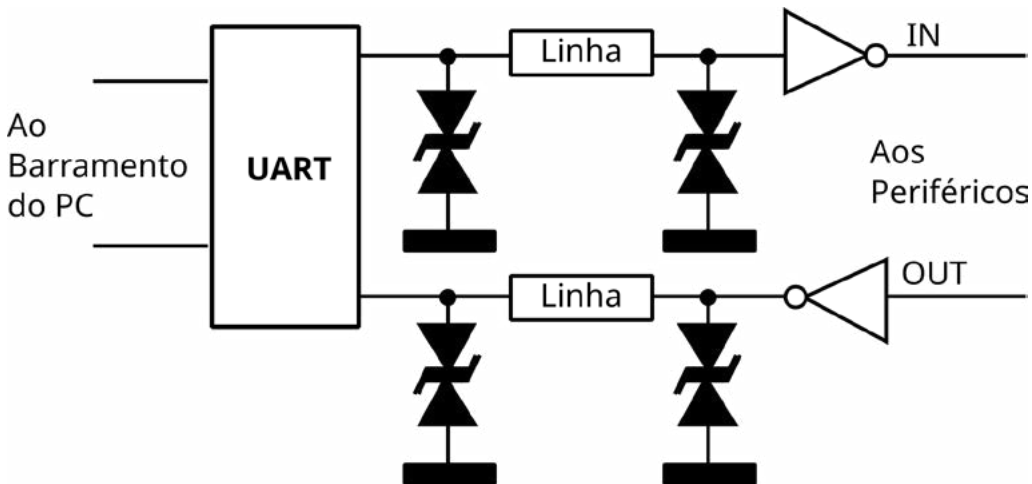 Ao
Barramento
do PC
UART
Linha
IN
Aos
Periféricos
Linha
OUT